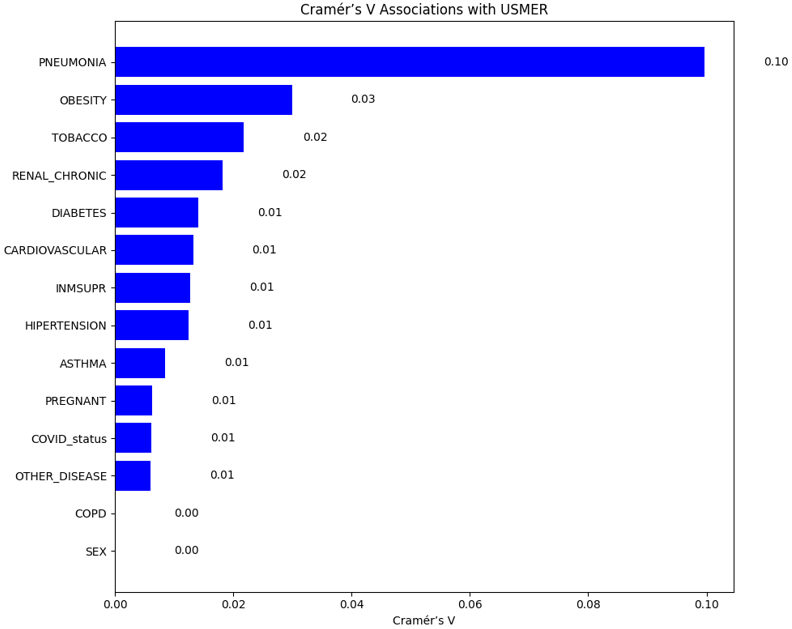 Cramér’s V Associations with USMER
PNEUMONIA 0.10
OBESITY 0.03
TOBACCO 0.02
RENAL_CHRONIC 0.02
DIABETES 0.01
CARDIOVASCULAR 0.01
INMSUPR 0.01
HIPERTENSION 0.01
ASTHMA 0.01
PREGNANT 0.01
COVID_status 0.01
OTHER_DISEASE 0.01
COPD 0.00
SEX 0.00
0.00 0.02 0.04 0.06 0.08 0.10
Cramér’s V